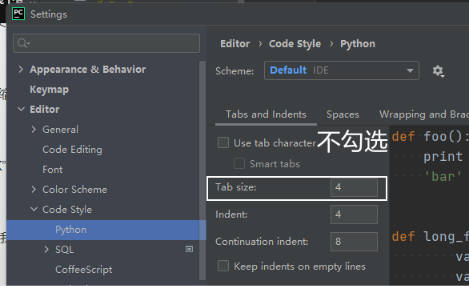 PC Settings
Editor > Code Style > Python
Scheme: Default IDE
Appearance & Behavior
Keymap
Editor
General
Code Editing
Font
Color Scheme
Code Style
Python
SQL
CoffeeScript
Tabs and Indents Spaces Wrapping and Brac
Use tab character
不勾选
Smart tabs
Tab size: 4
Indent: 4
Continuation indent: 8
Keep indents on empty lines
def foo():
print
'bar'
def long_f
va
va